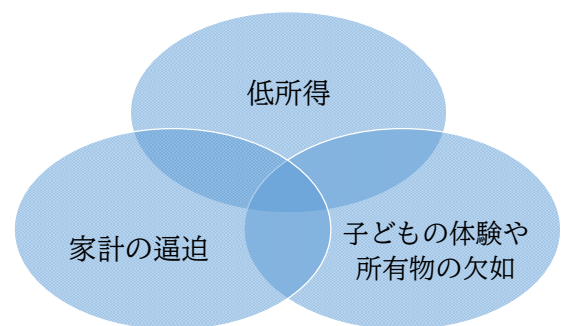 低所得
家計の逼迫
子どもの体験や
所有物の欠如